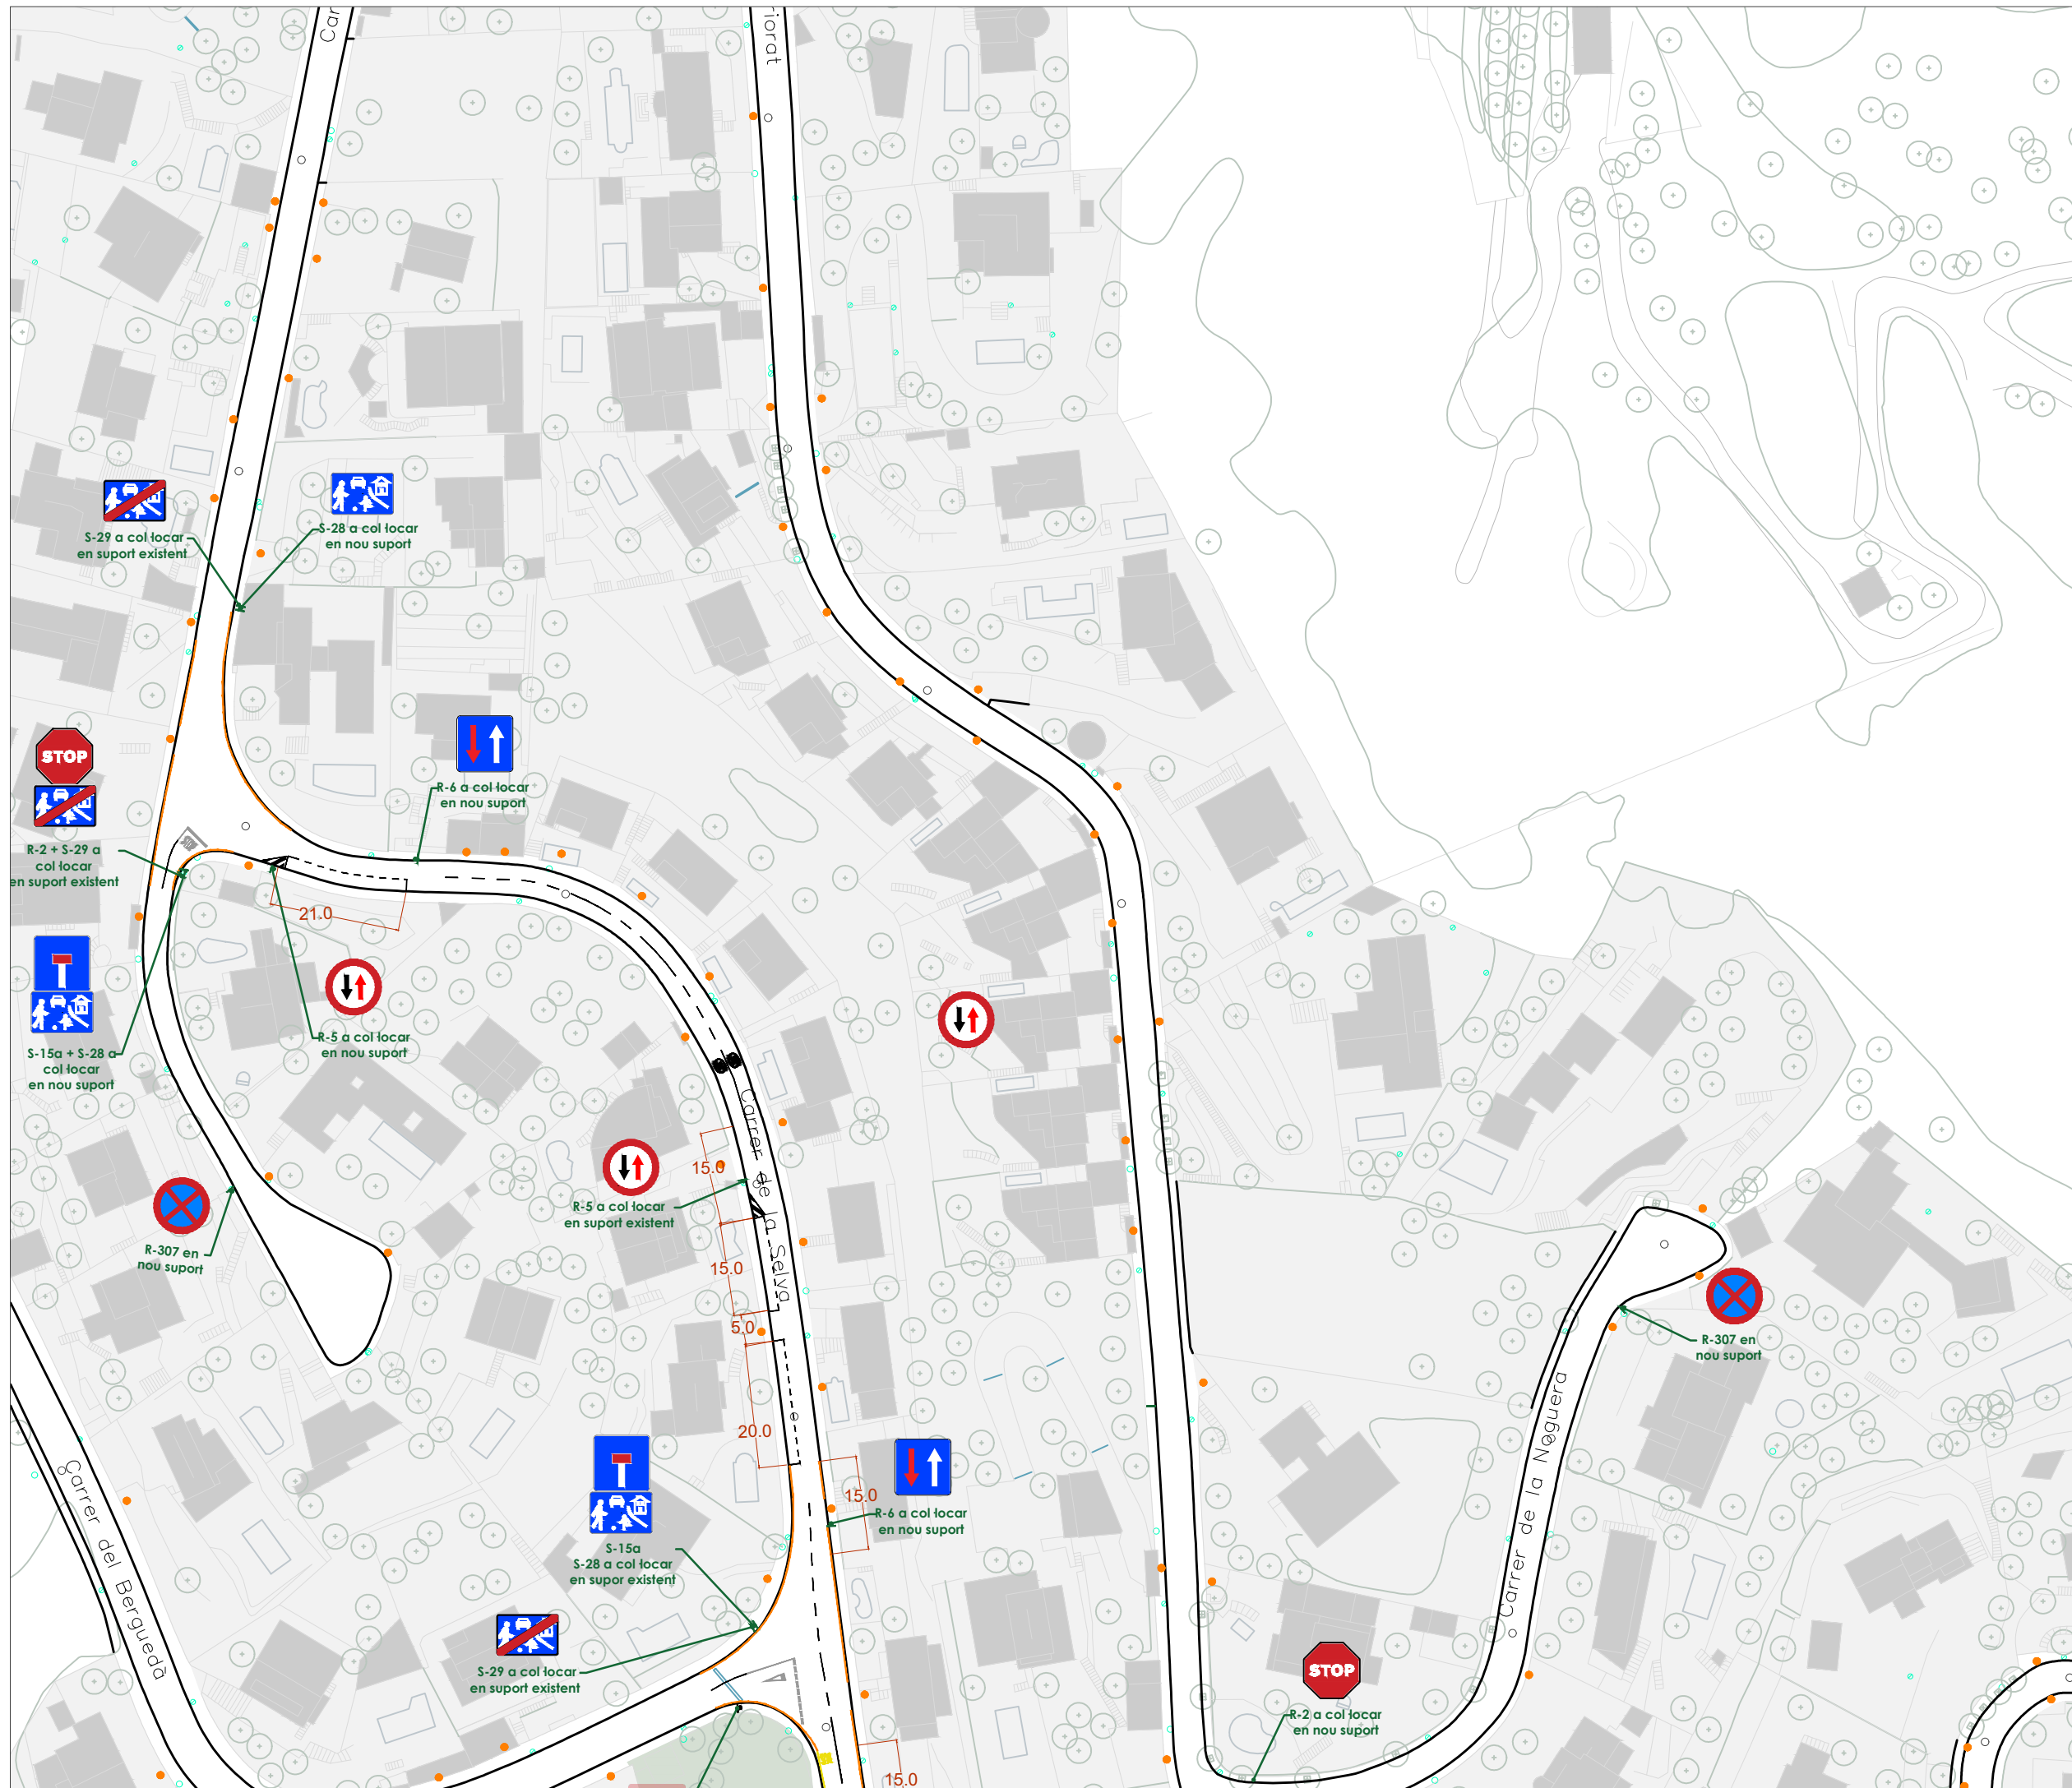 Car
riorat
S-29 a col·locar
en suport existent
S-28 a col·locar
en nou suport
STOP
R-6 a col·locar
en nou suport
R-2 + S-29 a
col·locar
en suport existent
21.0
S-15a + S-28 a
col·locar
en nou suport
R-5 a col·locar
en nou suport
Carrer de la Selva
15.0
R-5 a col·locar
en suport existent
R-307 en
nou suport
15.0
5.0
R-307 en
nou suport
20.0
Carrer de la Noguera
Carrer del Berguedà
15.0
R-6 a col·locar
en nou suport
S-15a
S-28 a col·locar
en supor existent
S-29 a col·locar
en suport existent
STOP
R-2 a col·locar
en nou suport
15.0